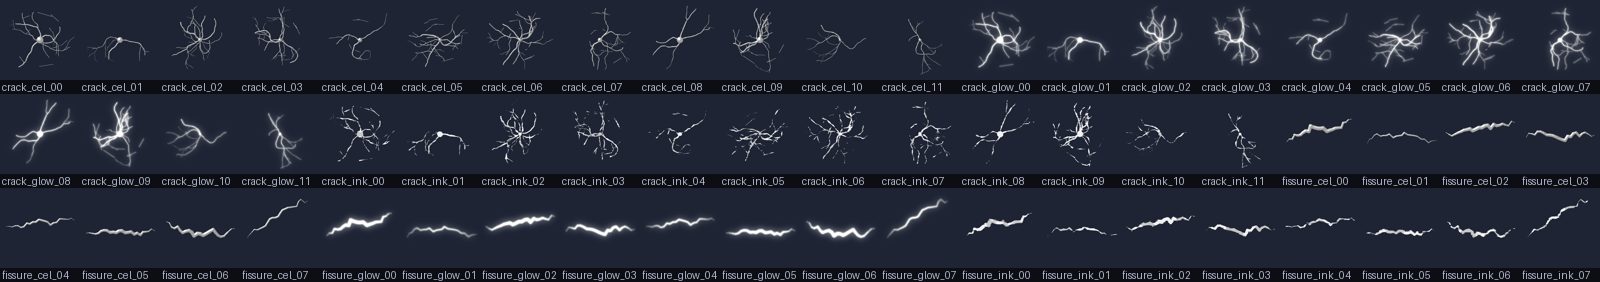 crack_cel_00 crack_cel_01 crack_cel_02 crack_cel_03 crack_cel_04 crack_cel_05 crack_cel_06 crack_cel_07 crack_cel_08 crack_cel_09 crack_cel_10 crack_cel_11 crack_glow_00 crack_glow_01 crack_glow_02 crack_glow_03 crack_glow_04 crack_glow_05 crack_glow_06 crack_glow_07
crack_glow_08 crack_glow_09 crack_glow_10 crack_glow_11 crack_ink_00 crack_ink_01 crack_ink_02 crack_ink_03 crack_ink_04 crack_ink_05 crack_ink_06 crack_ink_07 crack_ink_08 crack_ink_09 crack_ink_10 crack_ink_11 fissure_cel_00 fissure_cel_01 fissure_cel_02 fissure_cel_03
fissure_cel_04 fissure_cel_05 fissure_cel_06 fissure_cel_07 fissure_glow_00 fissure_glow_01 fissure_glow_02 fissure_glow_03 fissure_glow_04 fissure_glow_05 fissure_glow_06 fissure_glow_07 fissure_ink_00 fissure_ink_01 fissure_ink_02 fissure_ink_03 fissure_ink_04 fissure_ink_05 fissure_ink_06 fissure_ink_07